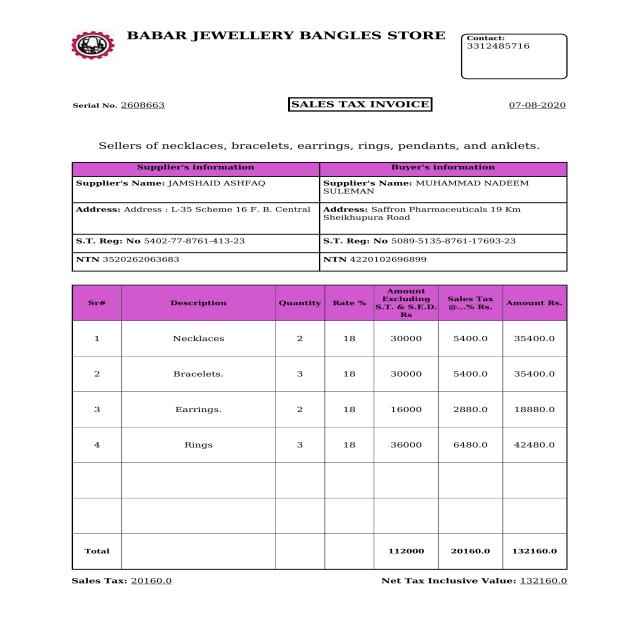 BABAR JEWELLERY BANGLES STORE
Contact:
3312485716
Serial No. 2608663
SALES TAX INVOICE
07-08-2020
Sellers of necklaces, bracelets, earrings, rings, pendants, and anklets.
Supplier's information Buyer's information
Supplier's Name: JAMSHAID ASHFAQ
Supplier's Name: MUHAMMAD NADEEM
SULEMAN
Address: Address : L-35 Scheme 16 F. B. Central
Address: Saffron Pharmaceuticals 19 Km
Sheikhupura Road
S.T. Reg: No 5402-77-8761-413-23
S.T. Reg: No 5089-5135-8761-17693-23
NTN 3520262063683
NTN 4220102696899
Sr# Description Quantity Rate % Amount Excluding S.T. & S.E.D. Rs Sales Tax @...% Rs. Amount Rs.
1 Necklaces 2 18 30000 5400.0 35400.0
2 Bracelets. 3 18 30000 5400.0 35400.0
3 Earrings. 2 18 16000 2880.0 18880.0
4 Rings 3 18 36000 6480.0 42480.0
Total 112000 20160.0 132160.0
Sales Tax: 20160.0
Net Tax Inclusive Value: 132160.0